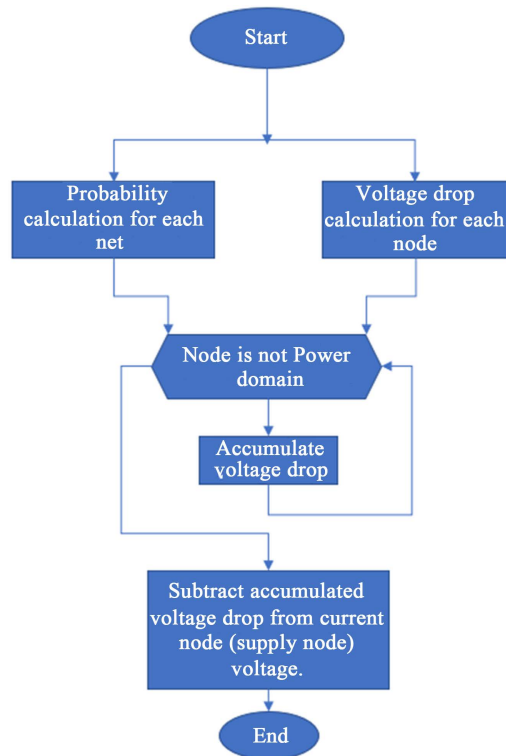 Start
Probability
calculation for each
net
Voltage drop
calculation for each
node
Node is not Power
domain
Accumulate
voltage drop
Subtract accumulated
voltage drop from current
node (supply node)
voltage.
End